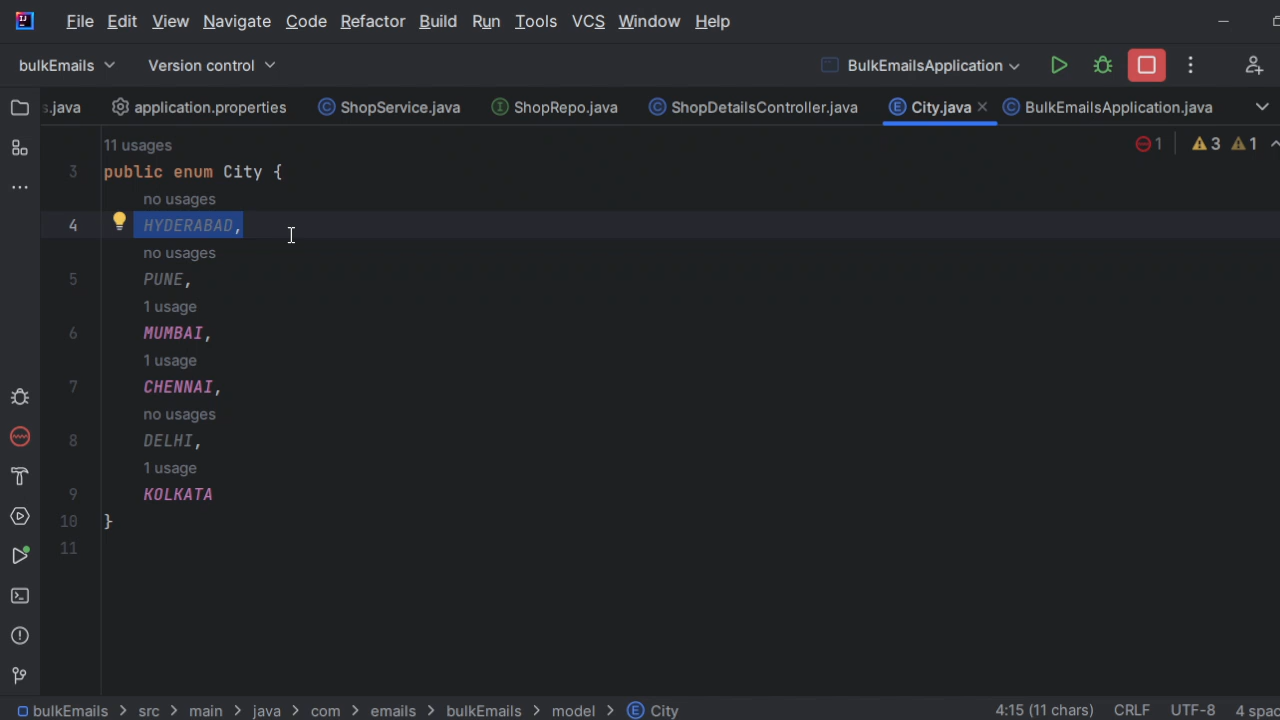 File Edit View Navigate Code Refactor Build Run Tools VCS Window Help
bulkEmails Version control BulkEmailsApplication
s.java application.properties ShopService.java ShopRepo.java ShopDetailsController.java City.java BulkEmailsApplication.java
11 usages 1 3 1
3 public enum City {
no usages
4 HYDERABAD,
no usages
5 PUNE,
1 usage
6 MUMBAI,
1 usage
7 CHENNAI,
no usages
8 DELHI,
1 usage
9 KOLKATA
10 }
11
bulkEmails > src > main > java > com > emails > bulkEmails > model > City 4:15 (11 chars) CRLF UTF-8 4 spac